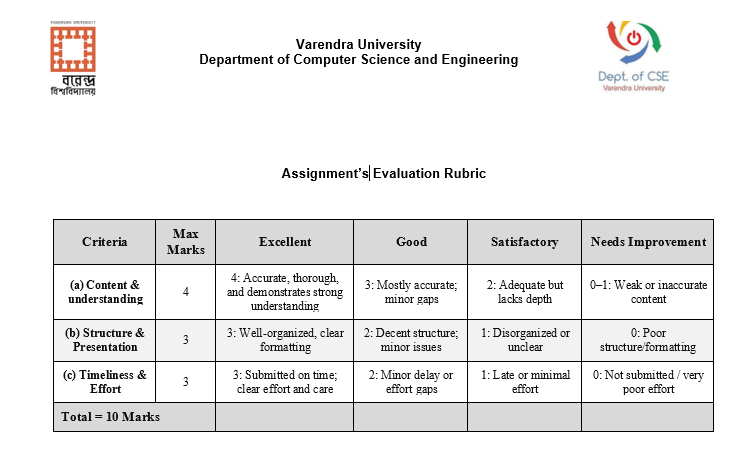 VARENDRA UNIVERSITY
বরেন্দ্র
বিশ্ববিদ্যালয়
Varendra University
Department of Computer Science and Engineering
Dept. of CSE
Varendra University
Assignment's Evaluation Rubric
Criteria
Max
Marks
Excellent
Good
Satisfactory
Needs Improvement
(a) Content &
understanding
4
4: Accurate, thorough,
and demonstrates strong
understanding
3: Mostly accurate;
minor gaps
2: Adequate but
lacks depth
0–1: Weak or inaccurate
content
(b) Structure &
Presentation
3
3: Well-organized, clear
formatting
2: Decent structure;
minor issues
1: Disorganized or
unclear
0: Poor
structure/formatting
(c) Timeliness &
Effort
3
3: Submitted on time;
clear effort and care
2: Minor delay or
effort gaps
1: Late or minimal
effort
0: Not submitted / very
poor effort
Total = 10 Marks